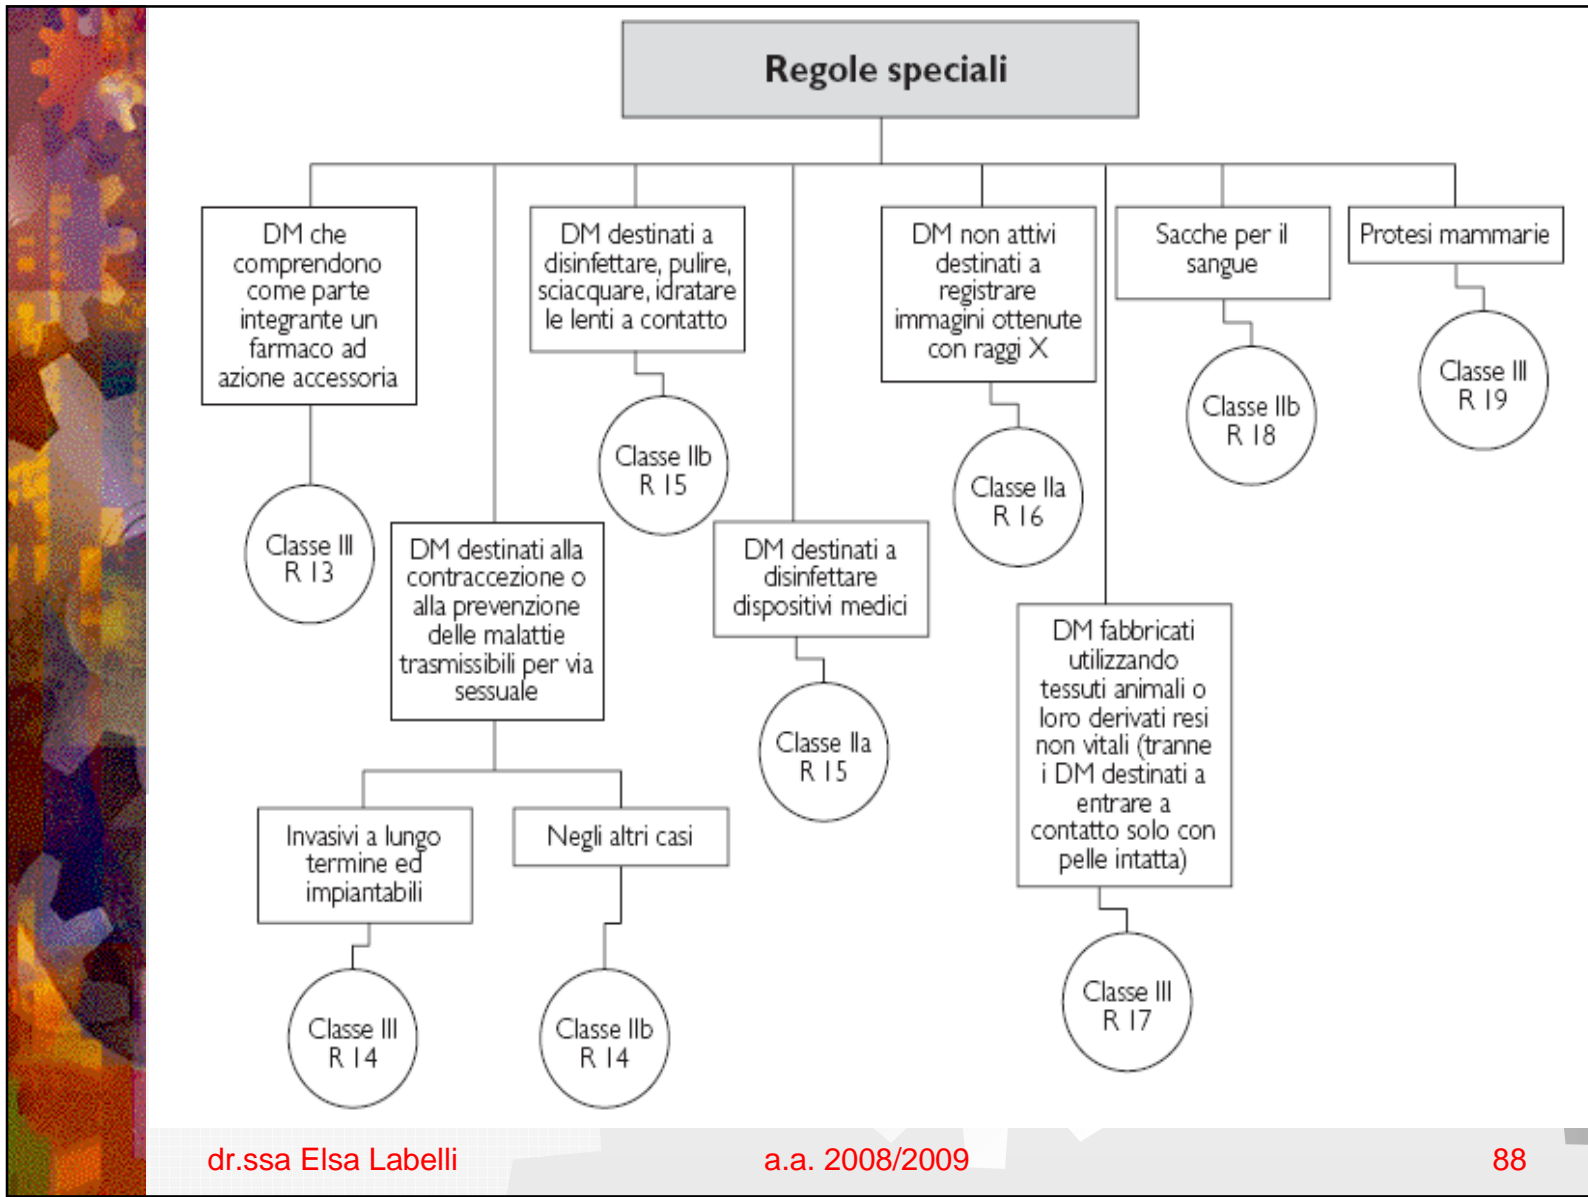 Regole speciali
DM che
comprendono
come parte
integrante un
farmaco ad
azione accessoria
Classe III
R 13
DM destinati alla
contraccezione o
alla prevenzione
delle malattie
trasmissibili per via
sessuale
Invasivi a lungo
termine ed
impiantabili
Classe III
R 14
Negli altri casi
Classe IIb
R 14
DM destinati a
disinfettare, pulire,
sciacquare, idratare
le lenti a contatto
Classe IIb
R 15
DM destinati a
disinfettare
dispositivi medici
Classe IIa
R 15
DM non attivi
destinati a
registrare
immagini ottenute
con raggi X
Classe IIa
R 16
DM fabbricati
utilizzando
tessuti animali o
loro derivati resi
non vitali (tranne
i DM destinati a
entrare a
contatto solo con
pelle intatta)
Classe III
R 17
Sacche per il
sangue
Classe IIb
R 18
Protesi mammarie
Classe III
R 19
dr.ssa Elsa Labelli
a.a. 2008/2009
88